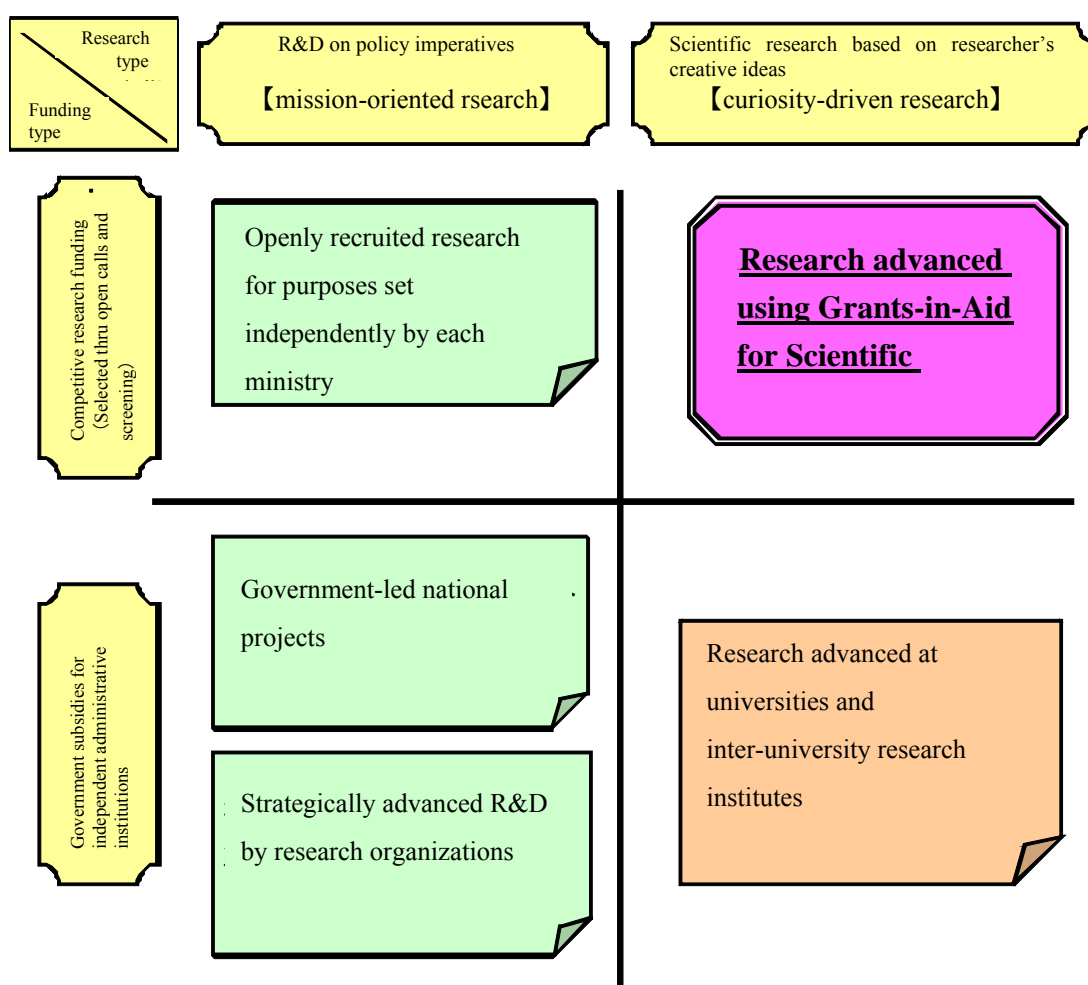 Research
type
Funding
type
R&D on policy imperatives
【mission-oriented rsearch】
Scientific research based on researcher's
creative ideas
【curiosity-driven research】
Competitive research funding
(Selected thru open calls and
screening)
Openly recruited research
for purposes set
independently by each
ministry
Research advanced
using Grants-in-Aid
for Scientific
Government subsidies for
independent administrative
institutions
Government-led national
projects
Strategically advanced R&D
by research organizations
Research advanced at
universities and
inter-university research
institutes